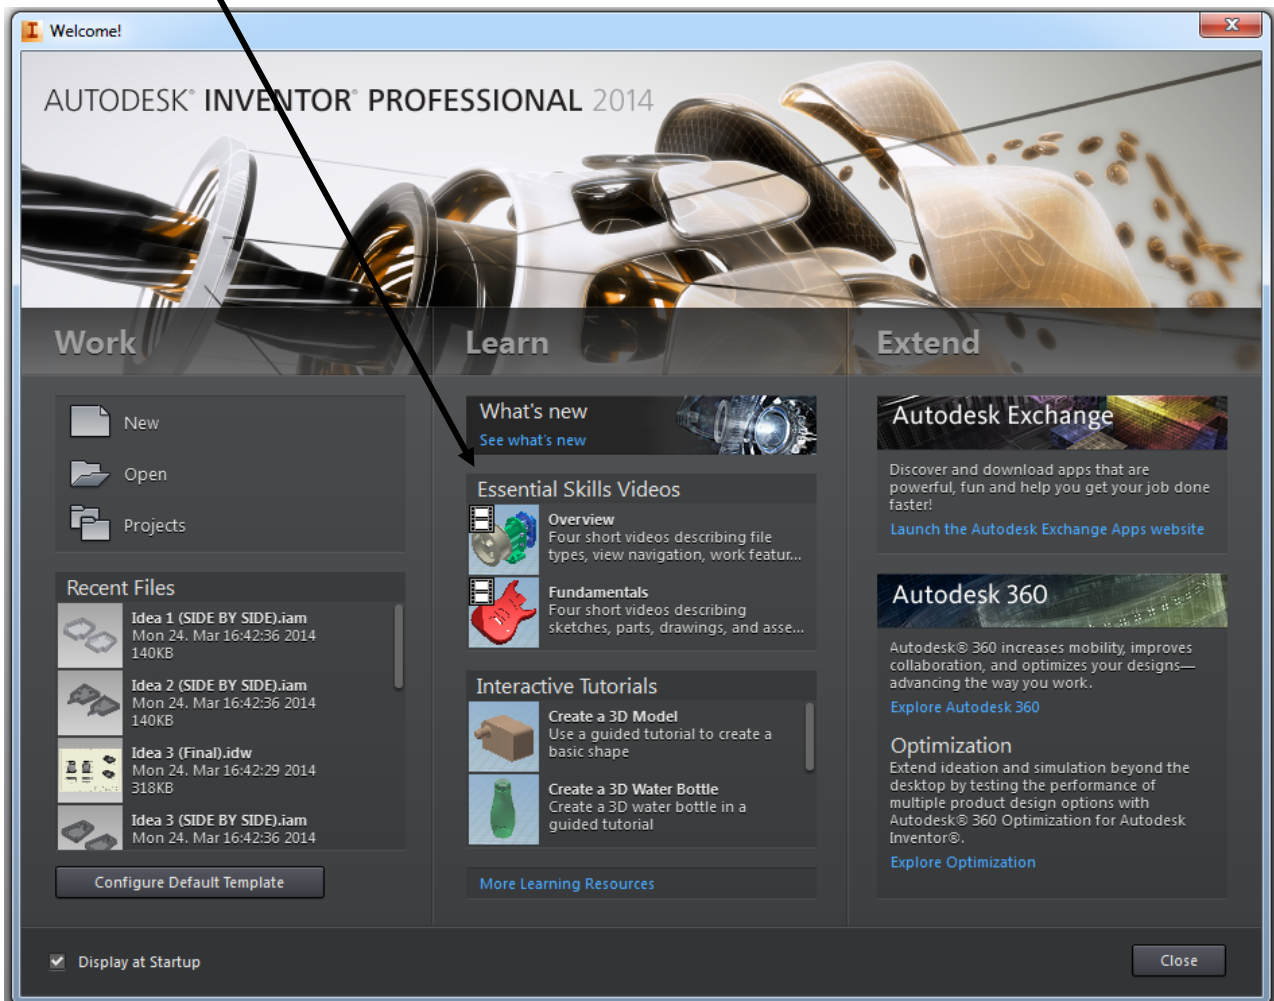 Welcome!
AUTODESK® INVENTOR® PROFESSIONAL 2014
Work
New
Open
Projects
Recent Files
Idea 1 (SIDE BY SIDE).iam
Mon 24. Mar 16:42:36 2014
140KB
Idea 2 (SIDE BY SIDE).iam
Mon 24. Mar 16:42:36 2014
140KB
Idea 3 (Final).idw
Mon 24. Mar 16:42:29 2014
318KB
Idea 3 (SIDE BY SIDE).iam
Mon 24. Mar 16:42:36 2014
Configure Default Template
Learn
What's new
See what's new
Essential Skills Videos
Overview
Four short videos describing file
types, view navigation, work featur...
Fundamentals
Four short videos describing
sketches, parts, drawings, and asse...
Interactive Tutorials
Create a 3D Model
Use a guided tutorial to create a
basic shape
Create a 3D Water Bottle
Create a 3D water bottle in a
guided tutorial
More Learning Resources
Extend
Autodesk Exchange
Discover and download apps that are
powerful, fun and help you get your job done
faster!
Launch the Autodesk Exchange Apps website
Autodesk 360
Autodesk® 360 increases mobility, improves
collaboration, and optimizes your designs—
advancing the way you work.
Explore Autodesk 360
Optimization
Extend ideation and simulation beyond the
desktop by testing the performance of
multiple product design options with
Autodesk® 360 Optimization for Autodesk
Inventor®.
Explore Optimization
Display at Startup
Close